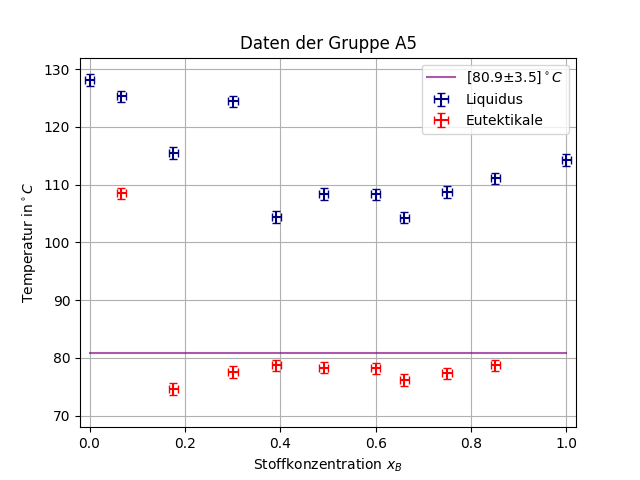 Daten der Gruppe A5
[80.9±3.5]°C
Liquidus
Eutektikale
Temperatur in°C
130
120
110
100
90
80
70
0.0 0.2 0.4 0.6 0.8 1.0
Stoffkonzentration x_B